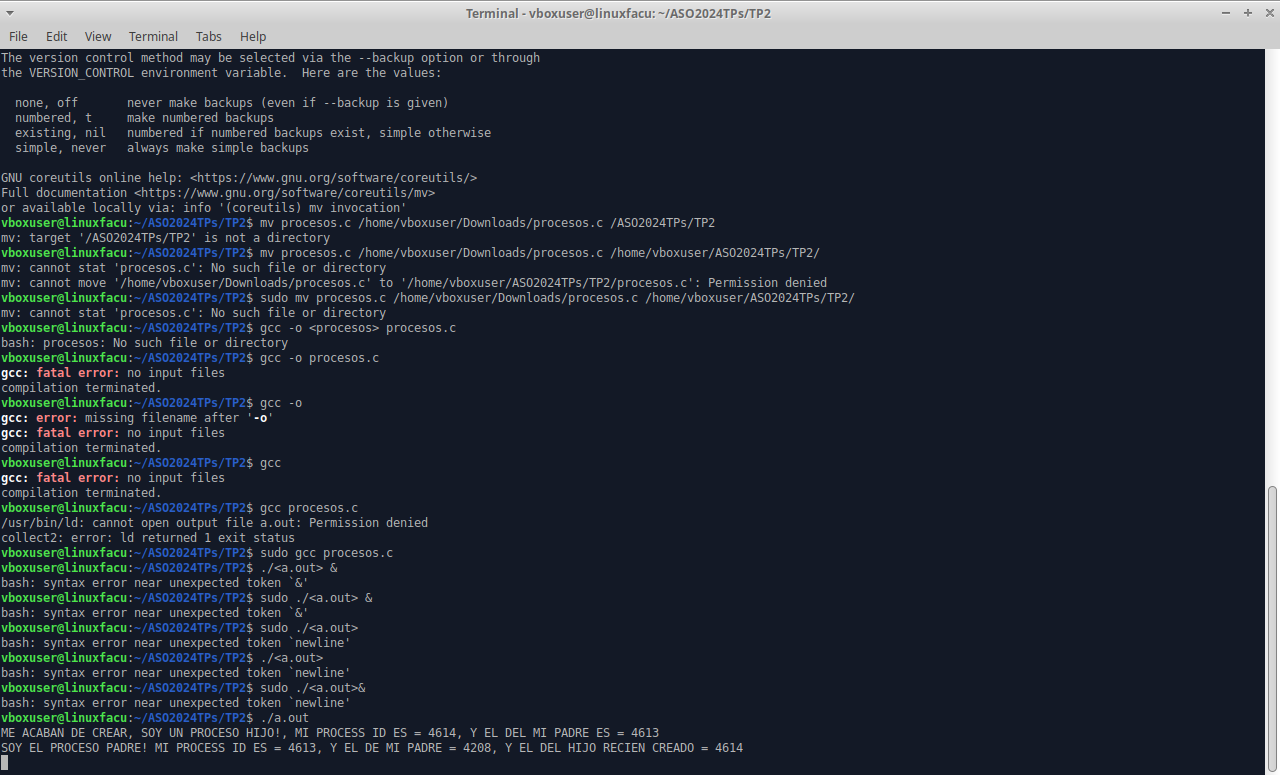 Terminal - vboxuser@linuxfacu: ~/ASO2024TPs/TP2
File Edit View Terminal Tabs Help
The version control method may be selected via the --backup option or through
the VERSION_CONTROL environment variable.  Here are the values:
  none, off       never make backups (even if --backup is given)
  numbered, t     make numbered backups
  existing, nil   numbered if numbered backups exist, simple otherwise
  simple, never   always make simple backups
GNU coreutils online help: <https://www.gnu.org/software/coreutils/>
Full documentation <https://www.gnu.org/software/coreutils/mv>
or available locally via: info '(coreutils) mv invocation'
vboxuser@linuxfacu:~/ASO2024TPs/TP2$ mv procesos.c /home/vboxuser/Downloads/procesos.c /ASO2024TPs/TP2
mv: target '/ASO2024TPs/TP2' is not a directory
vboxuser@linuxfacu:~/ASO2024TPs/TP2$ mv procesos.c /home/vboxuser/Downloads/procesos.c /home/vboxuser/ASO2024TPs/TP2/
mv: cannot stat 'procesos.c': No such file or directory
mv: cannot move '/home/vboxuser/Downloads/procesos.c' to '/home/vboxuser/ASO2024TPs/TP2/procesos.c': Permission denied
vboxuser@linuxfacu:~/ASO2024TPs/TP2$ sudo mv procesos.c /home/vboxuser/Downloads/procesos.c /home/vboxuser/ASO2024TPs/TP2/
mv: cannot stat 'procesos.c': No such file or directory
vboxuser@linuxfacu:~/ASO2024TPs/TP2$ gcc -o <procesos> procesos.c
bash: procesos: No such file or directory
vboxuser@linuxfacu:~/ASO2024TPs/TP2$ gcc -o procesos.c
gcc: fatal error: no input files
compilation terminated.
vboxuser@linuxfacu:~/ASO2024TPs/TP2$ gcc -o
gcc: error: missing filename after '-o'
gcc: fatal error: no input files
compilation terminated.
vboxuser@linuxfacu:~/ASO2024TPs/TP2$ gcc
gcc: fatal error: no input files
compilation terminated.
vboxuser@linuxfacu:~/ASO2024TPs/TP2$ gcc procesos.c
/usr/bin/ld: cannot open output file a.out: Permission denied
collect2: error: ld returned 1 exit status
vboxuser@linuxfacu:~/ASO2024TPs/TP2$ sudo gcc procesos.c
vboxuser@linuxfacu:~/ASO2024TPs/TP2$ ./<a.out> &
bash: syntax error near unexpected token `&'
vboxuser@linuxfacu:~/ASO2024TPs/TP2$ sudo ./<a.out> &
bash: syntax error near unexpected token `&'
vboxuser@linuxfacu:~/ASO2024TPs/TP2$ sudo ./<a.out>
bash: syntax error near unexpected token `newline'
vboxuser@linuxfacu:~/ASO2024TPs/TP2$ ./<a.out>
bash: syntax error near unexpected token `newline'
vboxuser@linuxfacu:~/ASO2024TPs/TP2$ sudo ./<a.out>&
bash: syntax error near unexpected token `newline'
vboxuser@linuxfacu:~/ASO2024TPs/TP2$ ./a.out
ME ACABAN DE CREAR, SOY UN PROCESO HIJO!, MI PROCESS ID ES = 4614, Y EL DEL MI PADRE ES = 4613
SOY EL PROCESO PADRE! MI PROCESS ID ES = 4613, Y EL DE MI PADRE = 4208, Y EL DEL HIJO RECIEN CREADO = 4614